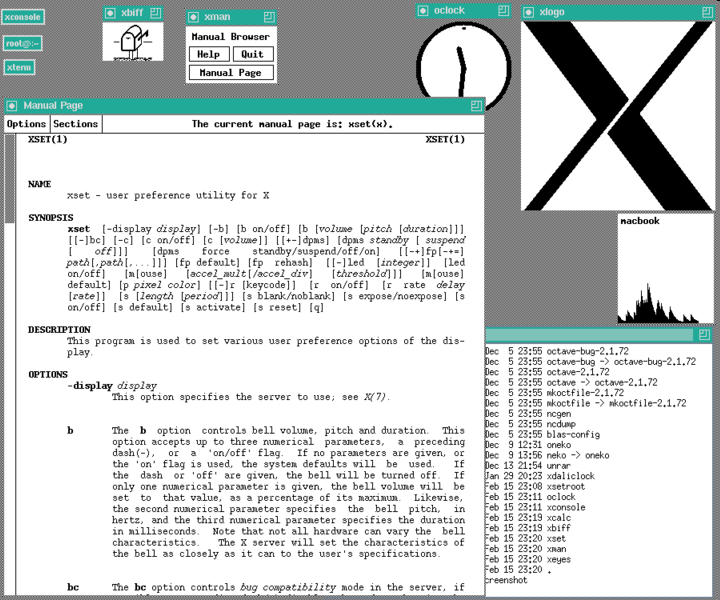 xconsole
root@:~
xterm
xbiff
xman
Manual Browser
Help Quit
Manual Page
oclock
xlogo
macbook
Manual Page
Options Sections The current manual page is: xset(x).
XSET(1) XSET(1)
NAME
xset - user preference utility for X
SYNOPSIS
xset [-display display] [-b] [b on/off] [b [volume [pitch [duration]]]
[[-]bc] [-c] [c on/off] [c [volume]] [[+-]dpms] [dpms standby [ suspend
[ off]]] [dpms force standby/suspend/off/on] [[-+]fp[-+=]
path[,path[,...]]] [fp default] [fp rehash] [[-]led [integer]] [led
on/off] [m[ouse] [accel_mult[/accel_div] [threshold]]] [m[ouse]
default] [p pixel color] [[-]r [keycode]] [r on/off] [r rate delay
[rate]] [s [length [period]]] [s blank/noblank] [s expose/noexpose] [s
on/off] [s default] [s activate] [s reset] [q]
DESCRIPTION
This program is used to set various user preference options of the dis-
play.
OPTIONS
-display display
This option specifies the server to use; see X(7).
b The b option controls bell volume, pitch and duration. This
option accepts up to three numerical parameters, a preceding
dash(-), or a 'on/off' flag. If no parameters are given, or
the 'on' flag is used, the system defaults will be used. If
the dash or 'off' are given, the bell will be turned off. If
only one numerical parameter is given, the bell volume will be
set to that value, as a percentage of its maximum. Likewise,
the second numerical parameter specifies the bell pitch, in
hertz, and the third numerical parameter specifies the duration
in milliseconds. Note that not all hardware can vary the bell
characteristics. The X server will set the characteristics of
the bell as closely as it can to the user's specifications.
bc The bc option controls bug compatibility mode in the server, if
Dec 5 23:55 octave-bug-2.1.72
Dec 5 23:55 octave-bug -> octave-bug-2.1.72
Dec 5 23:55 octave-2.1.72
Dec 5 23:55 octave -> octave-2.1.72
Dec 5 23:55 mkoctfile-2.1.72
Dec 5 23:55 mkoctfile -> mkoctfile-2.1.72
Dec 5 23:55 ncgen
Dec 5 23:55 ncdump
Dec 5 23:55 blas-config
Dec 9 12:31 oneko
Dec 9 13:56 neko -> oneko
Dec 13 21:54 unrar
Jan 29 20:23 xdaliclock
Feb 15 23:08 xsetroot
Feb 15 23:11 oclock
Feb 15 23:11 xconsole
Feb 15 23:19 xcalc
Feb 15 23:19 xbiff
Feb 15 23:20 xset
Feb 15 23:20 xman
Feb 15 23:20 xeyes
Feb 15 23:20 .
creenshot